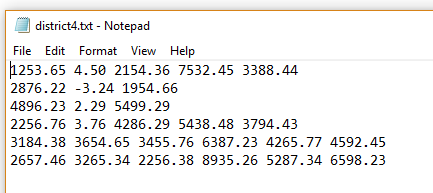 district4.txt - Notepad
File Edit Format View Help
1253.65 4.50 2154.36 7532.45 3388.44
2876.22 -3.24 1954.66
4896.23 2.29 5499.29
2256.76 3.76 4286.29 5438.48 3794.43
3184.38 3654.65 3455.76 6387.23 4265.77 4592.45
2657.46 3265.34 2256.38 8935.26 5287.34 6598.23